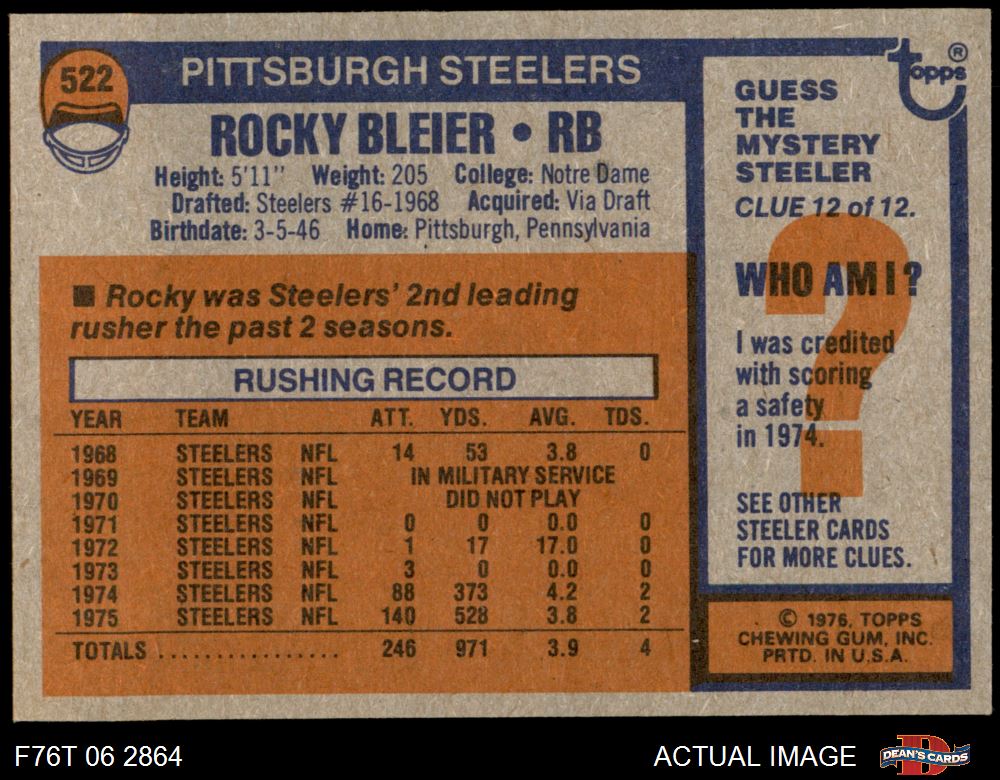 522
PITTSBURGH STEELERS
ROCKY BLEIER • RB
Height: 5'11" Weight: 205 College: Notre Dame
Drafted: Steelers #16-1968 Acquired: Via Draft
Birthdate: 3-5-46 Home: Pittsburgh, Pennsylvania
■ Rocky was Steelers' 2nd leading
rusher the past 2 seasons.
RUSHING RECORD
YEAR TEAM ATT. YDS. AVG. TDS.
1968 STEELERS NFL 14 53 3.8 0
1969 STEELERS NFL IN MILITARY SERVICE
1970 STEELERS NFL DID NOT PLAY
1971 STEELERS NFL 0 0 0.0 0
1972 STEELERS NFL 1 17 17.0 0
1973 STEELERS NFL 3 0 0.0 0
1974 STEELERS NFL 88 373 4.2 2
1975 STEELERS NFL 140 528 3.8 2
TOTALS ................ 246 971 3.9 4
Topps ®
GUESS
THE
MYSTERY
STEELER
CLUE 12 of 12.
?
WHO AM I?
I was credited
with scoring
a safety
in 1974.
SEE OTHER
STEELER CARDS
FOR MORE CLUES.
© 1976, TOPPS
CHEWING GUM, INC.
PRTD. IN U.S.A.
F76T 06 2864
ACTUAL IMAGE
DEAN'S CARDS